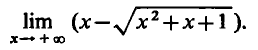 lim (x−√(x²+x+1)).
x→+∞